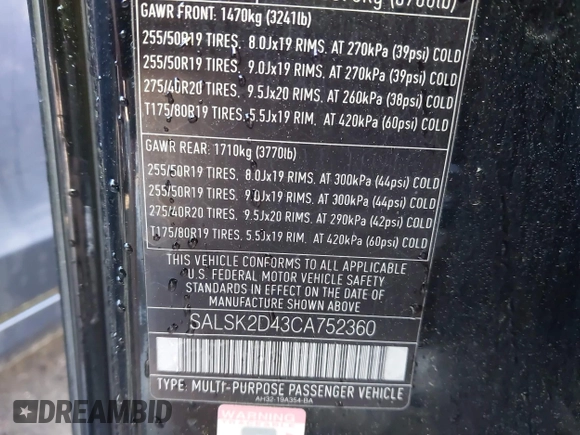 GAWR FRONT: 1470kg (3241lb)
255/50R19 TIRES, 8.0Jx19 RIMS, AT 270kPa (39psi) COLD
255/50R19 TIRES, 9.0Jx19 RIMS, AT 270kPa (39psi) COLD
275/40R20 TIRES, 9.5Jx20 RIMS, AT 260kPa (38psi) COLD
T175/80R19 TIRES, 5.5Jx19 RIM, AT 420kPa (60psi) COLD
GAWR REAR: 1710kg (3770lb)
255/50R19 TIRES, 8.0Jx19 RIMS, AT 300kPa (44psi) COLD
255/50R19 TIRES, 9.0Jx19 RIMS, AT 300kPa (44psi) COLD
275/40R20 TIRES, 9.5Jx20 RIMS, AT 290kPa (42psi) COLD
T175/80R19 TIRES, 5.5Jx19 RIM, AT 420kPa (60psi) COLD
THIS VEHICLE CONFORMS TO ALL APPLICABLE
U.S. FEDERAL MOTOR VEHICLE SAFETY
STANDARDS IN EFFECT ON THE DATE OF
MANUFACTURE SHOWN ABOVE
SALSK2D43CA752360
TYPE: MULTI-PURPOSE PASSENGER VEHICLE
AH32-19A354-BA
WARNING
DREAMBID